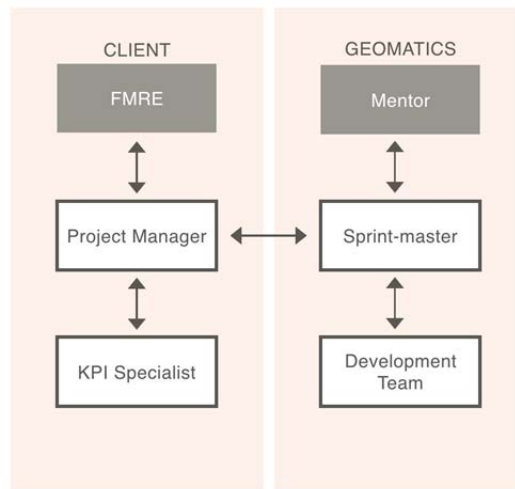 CLIENT
FMRE
Project Manager
KPI Specialist
GEOMATICS
Mentor
Sprint-master
Development
Team